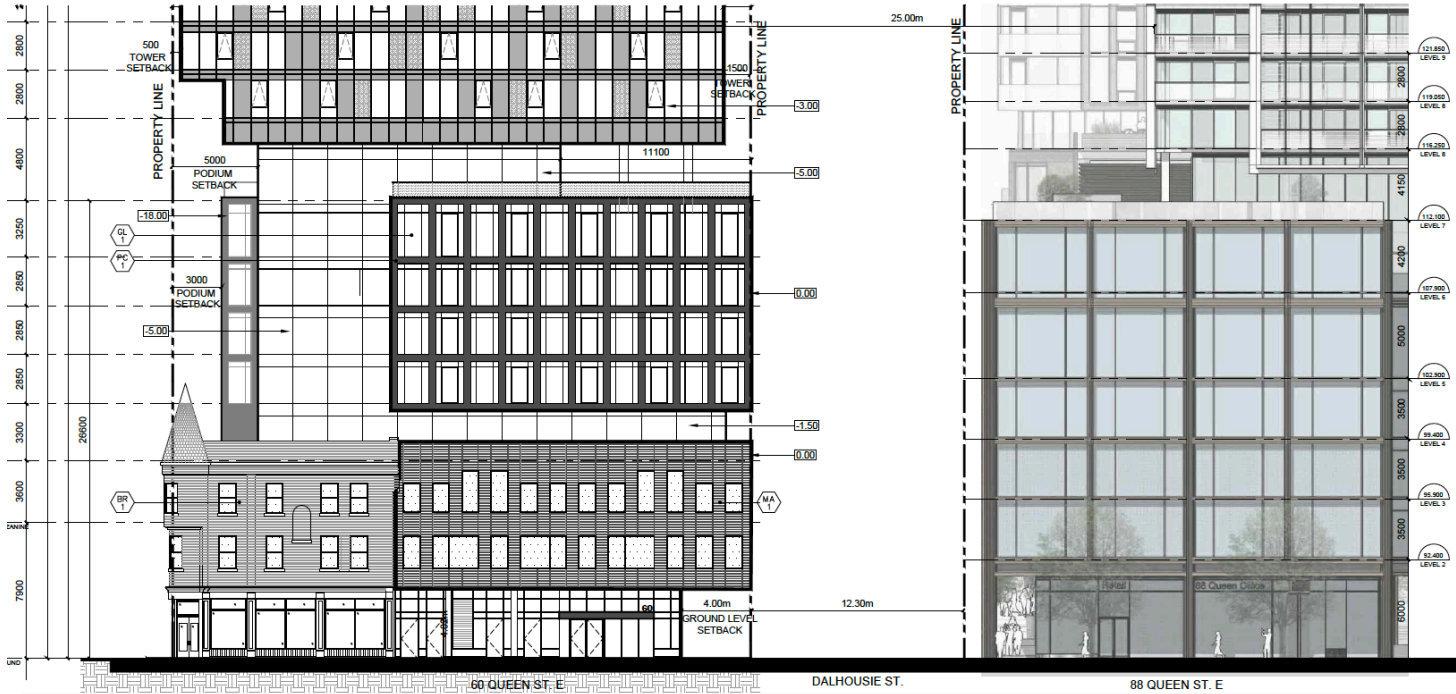 2800
2800
4800
3250
2850
2850
2850
3300
3600
7900
26600
500
TOWER
SETBACK
PROPERTY LINE
5000
PODIUM
SETBACK
-18.00
GL
1
PC
1
3000
PODIUM
SETBACK
-5.00
BR
1
1500
TOWER
SETBACK
PROPERTY LINE
-3.00
11100
-5.00
0.00
-1.50
0.00
MA
1
60
4.00m
GROUND LEVEL
SETBACK
12.30m
25.00m
PROPERTY LINE
121.850
LEVEL 9
2800
119.050
LEVEL 8
2800
116.250
LEVEL 8
4150
112.100
LEVEL 7
4200
107.900
LEVEL 6
5000
102.900
LEVEL 5
3500
99.400
LEVEL 4
3500
95.900
LEVEL 3
3500
92.400
LEVEL 2
6000
Retail
88 Queen Office
60 QUEEN ST. E
DALHOUSIE ST.
88 QUEEN ST. E